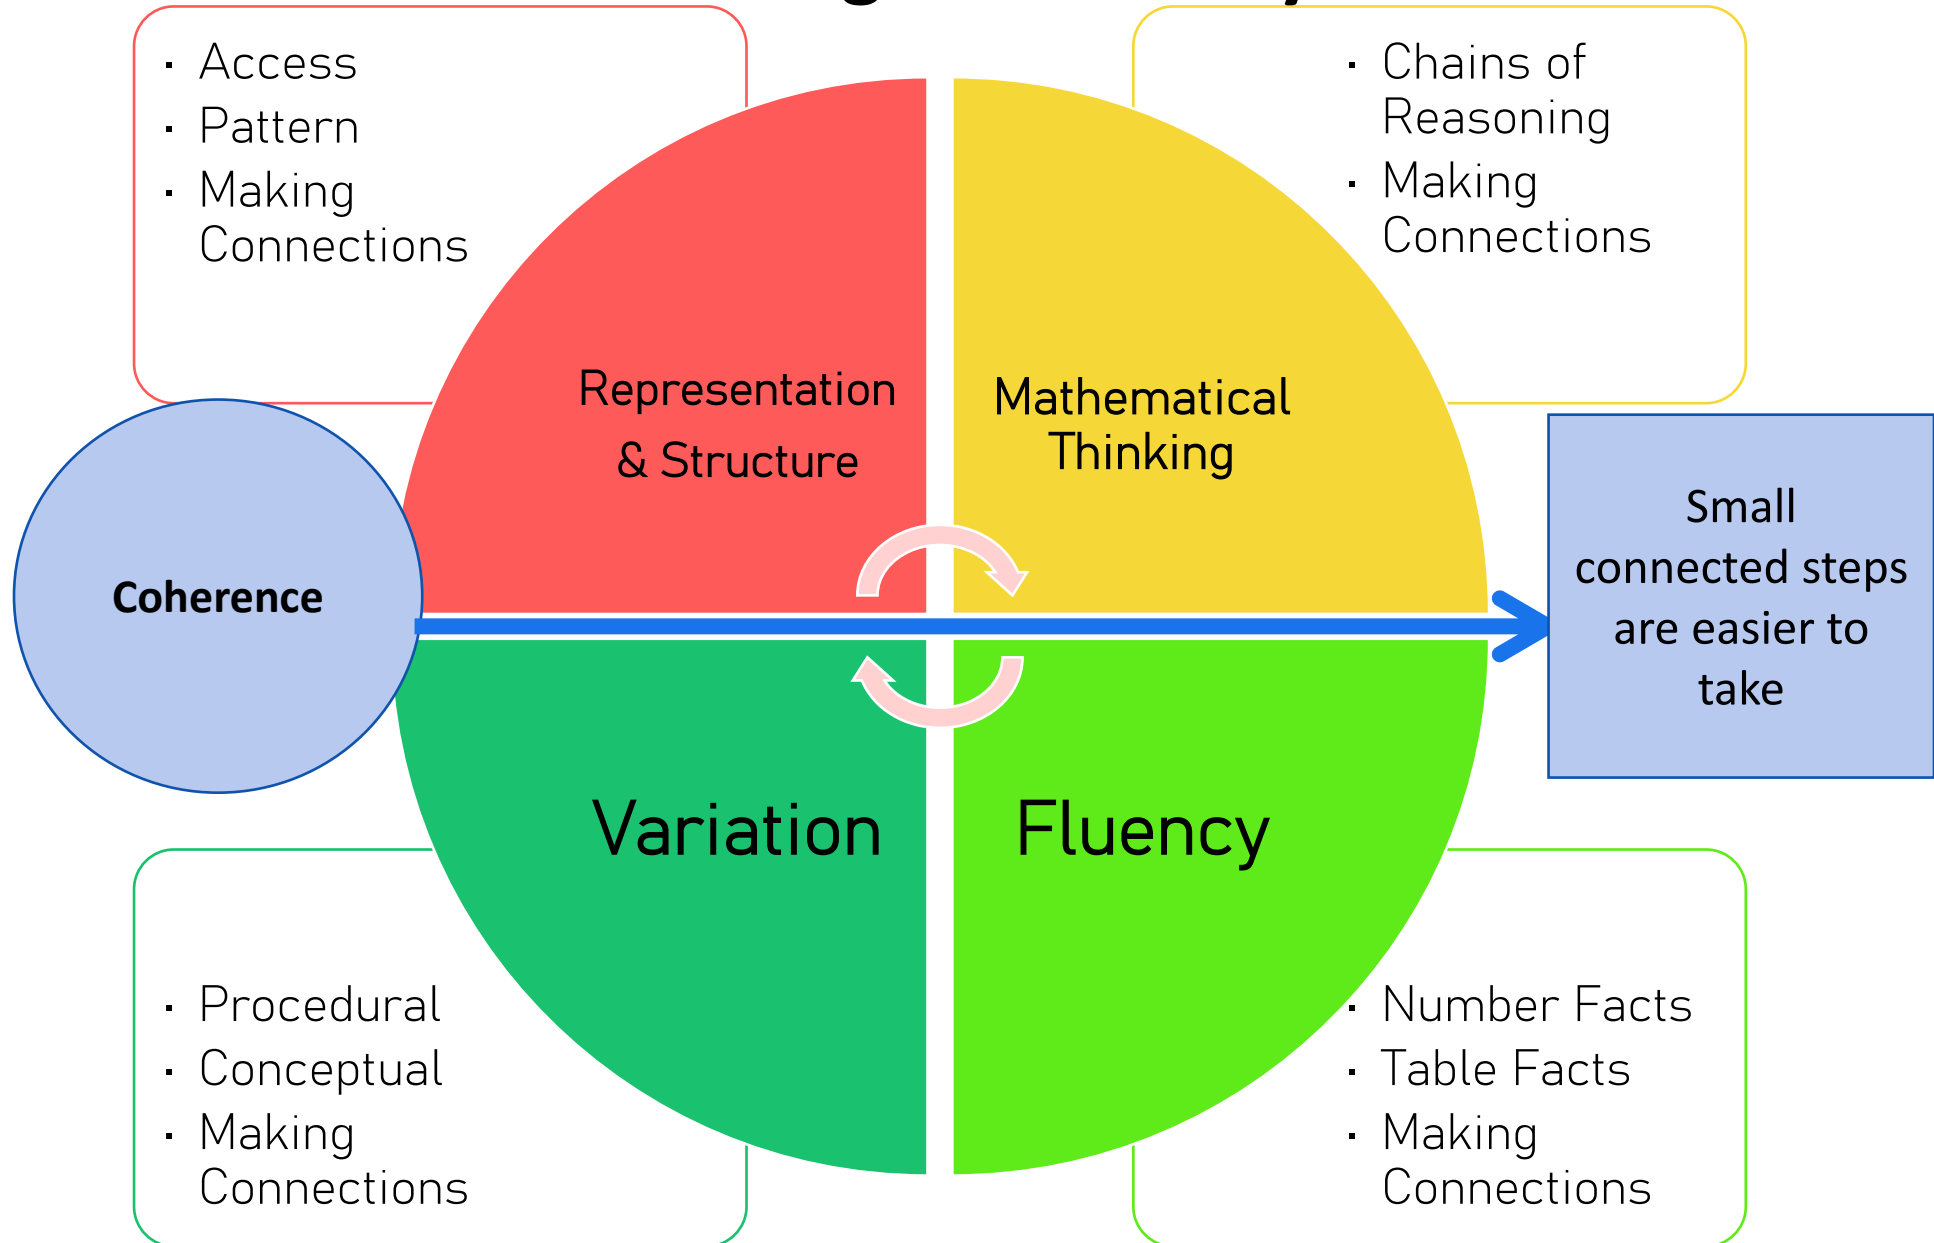 · Access
· Pattern
· Making
Connections
· Chains of
Reasoning
· Making
Connections
Representation
& Structure
Mathematical
Thinking
Coherence
Small
connected steps
are easier to
take
Variation
Fluency
· Procedural
· Conceptual
· Making
Connections
· Number Facts
· Table Facts
· Making
Connections